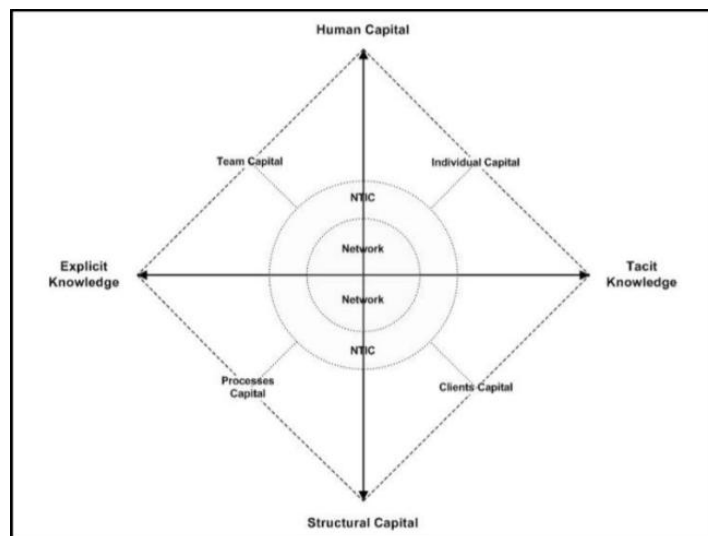 Human Capital
Team Capital
Individual Capital
NTIC
Network
Explicit
Knowledge
Tacit
Knowledge
Network
NTIC
Processes
Capital
Clients Capital
Structural Capital